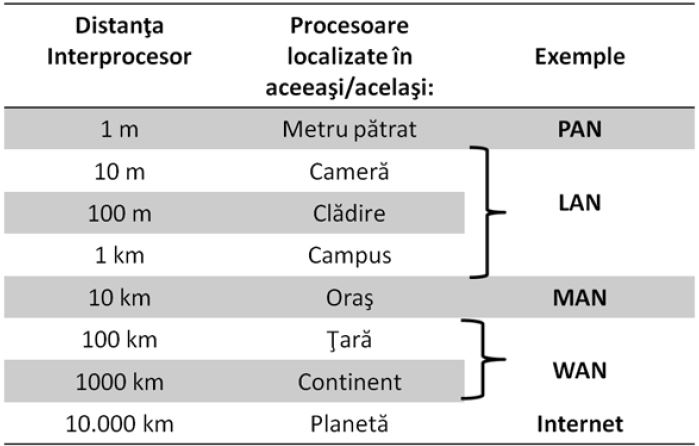 Distanţa Interprocesor
Procesoare localizate în aceeaşi/acelaşi:
Exemple
1 m Metru pătrat PAN
10 m Cameră
100 m Clădire
LAN
1 km Campus
10 km Oraş MAN
100 km Ţară
1000 km Continent
WAN
10.000 km Planetă Internet